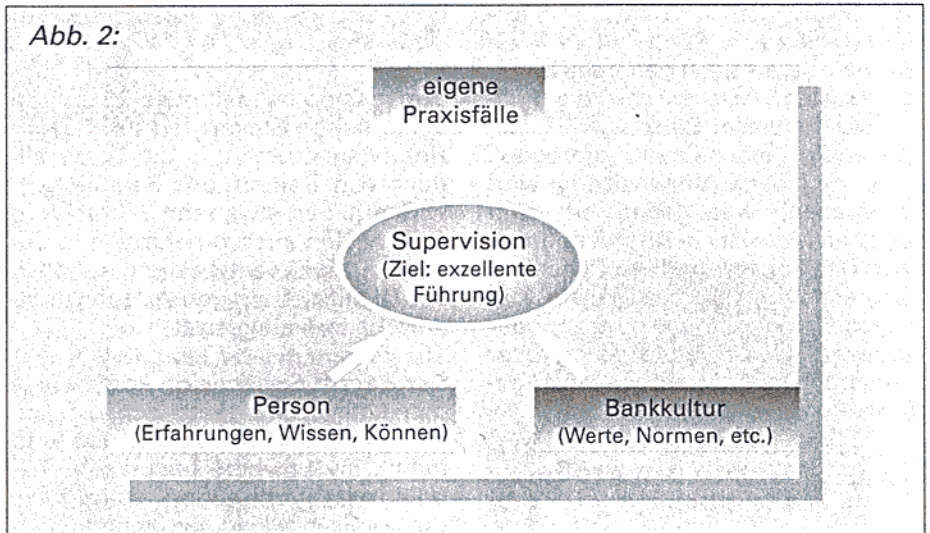 Abb. 2:
eigene
Praxisfälle
Supervision
(Ziel: exzellente
Führung)
Person
(Erfahrungen, Wissen, Können)
Bankkultur
(Werte, Normen, etc.)